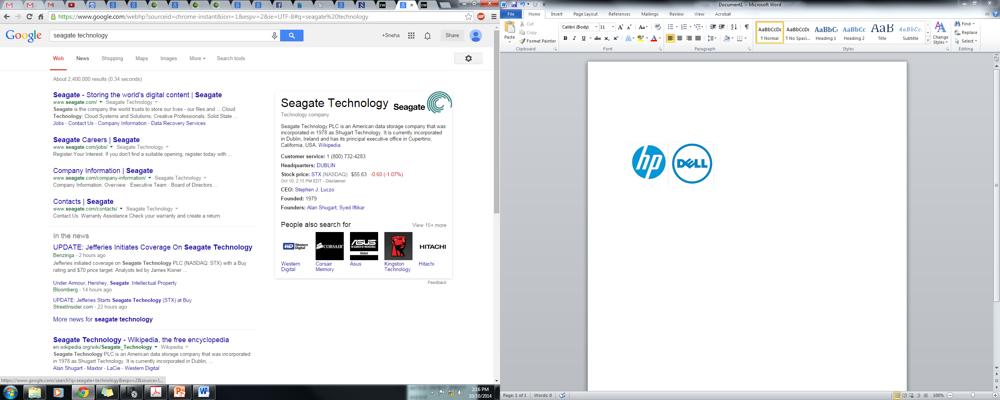 https://www.google.com/webhp?sourceid=chrome-instant&ion=1&espv=2&ie=UTF-8#q=seagate%20technology
ABP
Google
seagate technology
+Sneha
Share
Web News Shopping Maps Images More Search tools
About 2,400,000 results (0.34 seconds)
Seagate - Storing the world's digital content | Seagate
www.seagate.com/ Seagate Technology
Seagate is the company the world trusts to store our lives - our files and ... Cloud
Technology; Cloud Systems and Solutions; Creative Professionals; Solid State ...
Jobs - Contact Us - Company Information - Data Recovery Services
Seagate Careers | Seagate
www.seagate.com/jobs/ Seagate Technology
Register Your Interest. If you don't find a suitable opening, register today with ...
Company Information | Seagate
www.seagate.com/company-information/ Seagate Technology
Company Information. Overview · Executive Team · Board of Directors ...
Contacts | Seagate
www.seagate.com/contacts/ Seagate Technology
Contact Us. Warranty Assistance Check your warranty and create a return.
In the news
UPDATE: Jefferies Initiates Coverage On Seagate Technology
Benzinga - 2 hours ago
Jefferies initiated coverage on Seagate Technology PLC (NASDAQ: STX) with a Buy
rating and $70 price target. Analysts led by James Kisner ...
Under Armour, Hershey, Seagate: Intellectual Property
Bloomberg - 14 hours ago
UPDATE: Jefferies Starts Seagate Technology (STX) at Buy
StreetInsider.com - 22 hours ago
More news for seagate technology
Seagate Technology - Wikipedia, the free encyclopedia
en.wikipedia.org/wiki/Seagate_Technology Wikipedia
Seagate Technology PLC is an American data storage company that was incorporated
in 1978 as Shugart Technology. It is currently incorporated in Dublin, ...
Alan Shugart - Maxtor - LaCie - Western Digital
https://www.google.com/search?q=seagate+technology&espv=2&source=l...
Seagate Technology
Seagate
Technology company
Seagate Technology PLC is an American data storage company that was
incorporated in 1978 as Shugart Technology. It is currently incorporated
in Dublin, Ireland and has its principal executive office in Cupertino,
California, USA. Wikipedia
Customer service: 1 (800) 732-4283
Headquarters: DUBLIN
Stock price: STX (NASDAQ) $55.63 -0.60 (-1.07%)
Oct 10, 2:15 PM EDT - Disclaimer
CEO: Stephen J. Luczo
Founded: 1979
Founders: Alan Shugart, Syed Iftikar
People also search for View 15+ more
WD Western Digital
CORSAIR
ASUS
IN SEARCH OF INCREDIBLE
Global
HITACHI
Western Digital
Corsair Memory
Asus
Kingston Technology
Hitachi
Feedback
2:16 PM
10/10/2014
Document1 - Microsoft Word
File Home Insert Page Layout References Mailings Review View Acrobat
Paste
Cut
Copy
Format Painter
Clipboard
Calibri (Body) 11
Font
Paragraph
AaBbCcDc AaBbCcDc AaBbC AaBbCc AaB AaBbCc.
¶ Normal ¶ No Spaci... Heading 1 Heading 2 Title Subtitle
Change Styles
Styles
Find
Replace
Select
Editing
hp
DELL
Page: 1 of 1 Words: 0
100%